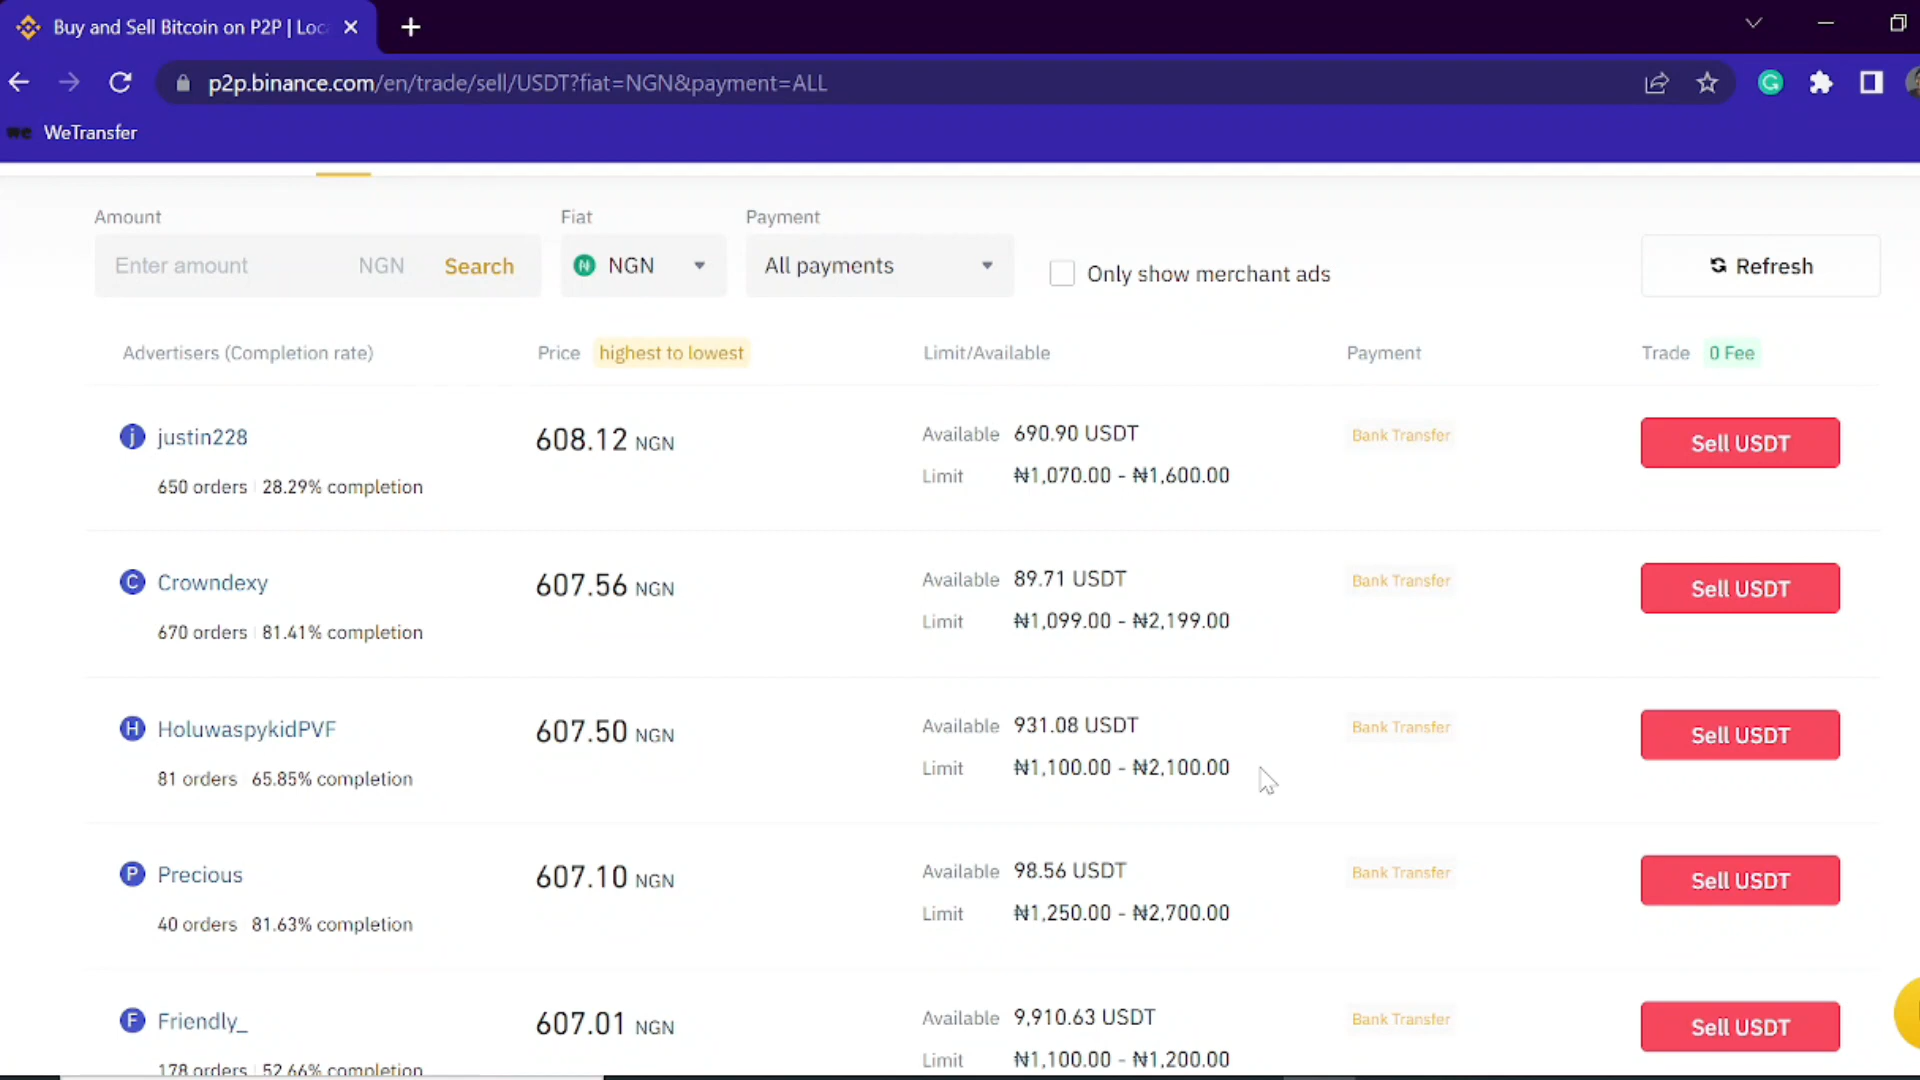 Buy and Sell Bitcoin on P2P | Loc
p2p.binance.com/en/trade/sell/USDT?fiat=NGN&payment=ALL
we WeTransfer
Amount Fiat Payment
Enter amount NGN Search NGN All payments Only show merchant ads Refresh
Advertisers (Completion rate) Price highest to lowest Limit/Available Payment Trade 0 Fee
j justin228 608.12 NGN Available 690.90 USDT Bank Transfer Sell USDT
650 orders 28.29% completion Limit ₦1,070.00 - ₦1,600.00
C Crowndexy 607.56 NGN Available 89.71 USDT Bank Transfer Sell USDT
670 orders 81.41% completion Limit ₦1,099.00 - ₦2,199.00
H HoluwaspykidPVF 607.50 NGN Available 931.08 USDT Bank Transfer Sell USDT
81 orders 65.85% completion Limit ₦1,100.00 - ₦2,100.00
P Precious 607.10 NGN Available 98.56 USDT Bank Transfer Sell USDT
40 orders 81.63% completion Limit ₦1,250.00 - ₦2,700.00
F Friendly_ 607.01 NGN Available 9,910.63 USDT Bank Transfer Sell USDT
178 orders 52.66% completion Limit ₦1,100.00 - ₦1,200.00